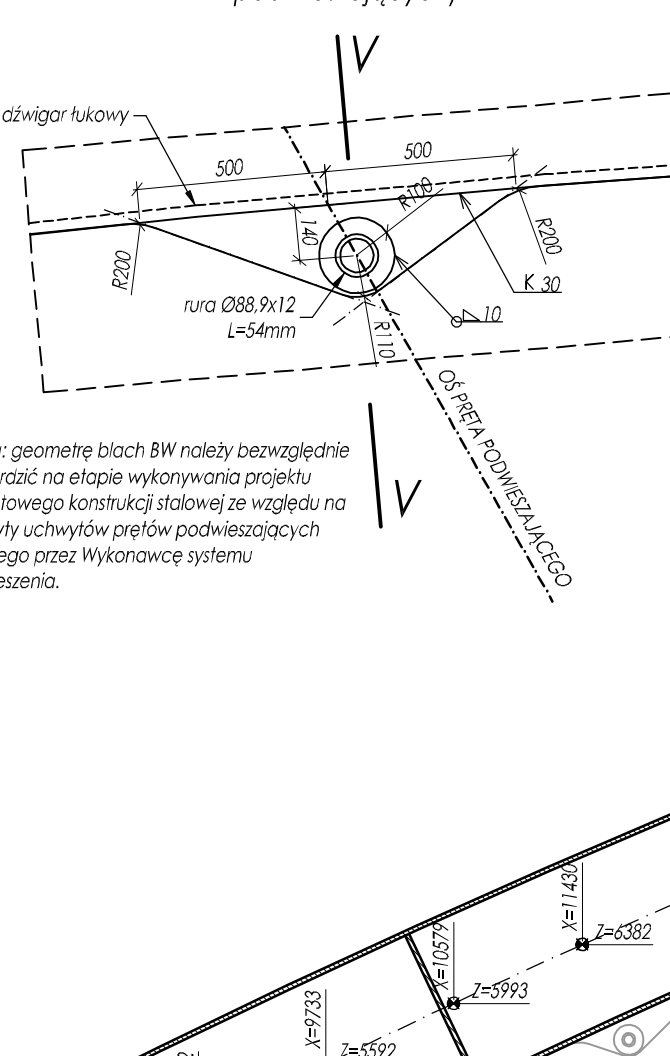 V
dźwigar łukowy
500
500
R100
140
R200
R200
K 30
rura Ø88,9x12
L=54mm
10
R110
OŚ PRĘTA PODWIESZAJĄCEGO
: geometrę blach BW należy bezwzględnie
rdzić na etapie wykonywania projektu
towego konstrukcji stalowej ze względu na
yty uchwytów prętów podwieszających
ego przez Wykonawcę systemu
eszenia.
V
X=11430
Z=6382
X=10579
Z=5993
X=9733
Z=5592